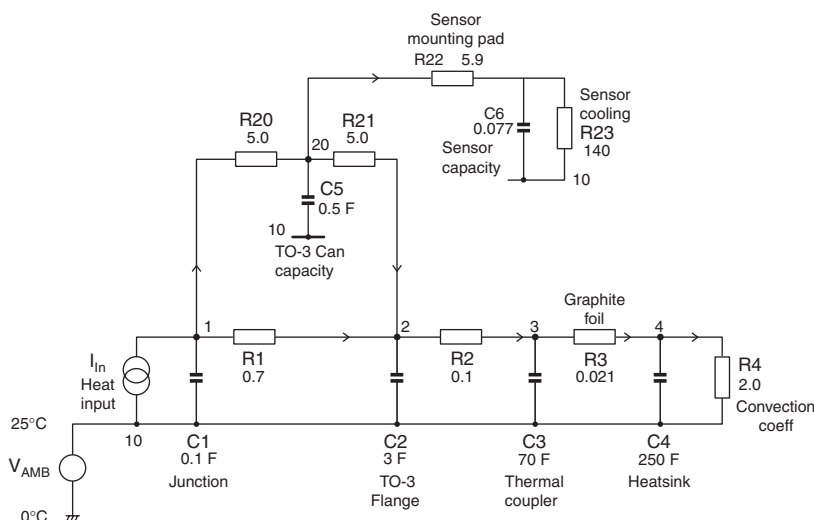 Sensor
mounting pad
R22 5.9
R20
5.0
20
R21
5.0
C6
0.077
Sensor
capacity
Sensor
cooling
R23
140
10
C5
0.5 F
10
TO-3 Can
capacity
1
R1
0.7
2
R2
0.1
3
Graphite
foil
R3
0.021
4
R4
2.0
Convection
coeff
I In
Heat
input
25°C
10
V AMB
0°C
C1
0.1 F
Junction
C2
3 F
TO-3
Flange
C3
70 F
Thermal
coupler
C4
250 F
Heatsink